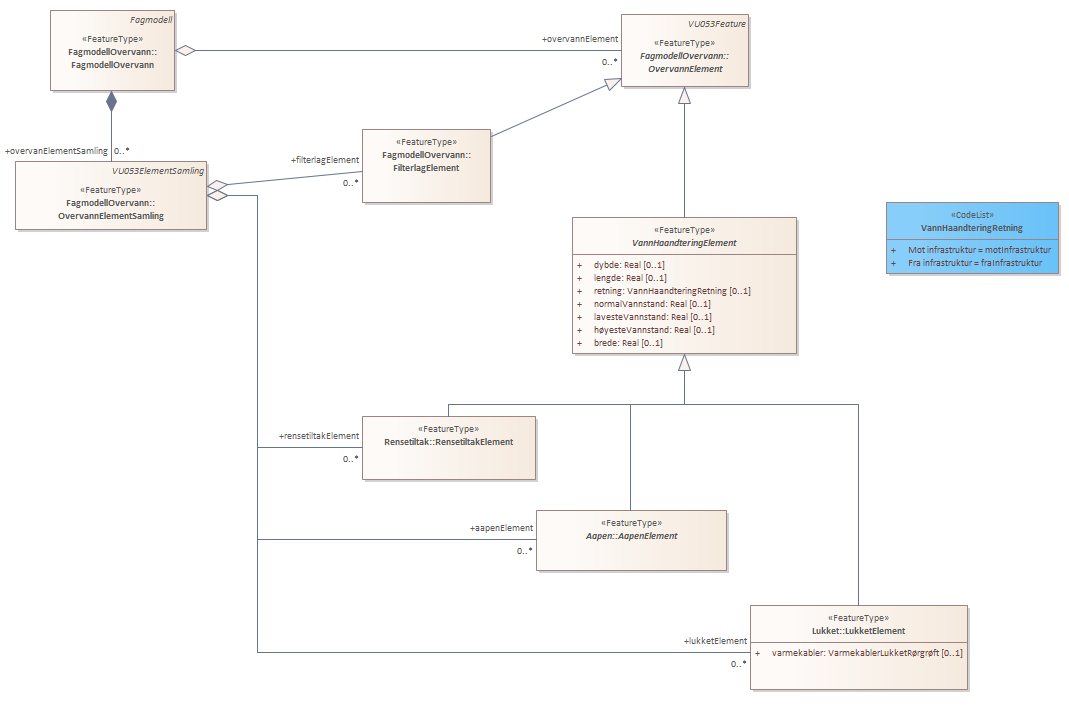 Fagmodell
«FeatureType»
FagmodellOvervann::
FagmodellOvervann
+overvannElement
0..*
VU053Feature
«FeatureType»
FagmodellOvervann::
OvervannElement
+overvanElementSamling
0..*
VU053ElementSamling
«FeatureType»
FagmodellOvervann::
OvervannElementSamling
+filterlagElement
0..*
«FeatureType»
FagmodellOvervann::
FilterlagElement
«FeatureType»
VannHaandteringElement
+ dybde: Real [0..1]
+ lengde: Real [0..1]
+ retning: VannHaandteringRetning [0..1]
+ normalVannstand: Real [0..1]
+ lavesteVannstand: Real [0..1]
+ høyesteVannstand: Real [0..1]
+ brede: Real [0..1]
«CodeList»
VannHaandteringRetning
+ Mot infrastruktur = motInfrastruktur
+ Fra infrastruktur = fraInfrastruktur
+rensetiltakElement
0..*
«FeatureType»
Rensetiltak::RensetiltakElement
+aapenElement
0..*
«FeatureType»
Aapen::AapenElement
+lukketElement
0..*
«FeatureType»
Lukket::LukketElement
+ varmekabler: VarmekablerLukketRørgrøft [0..1]